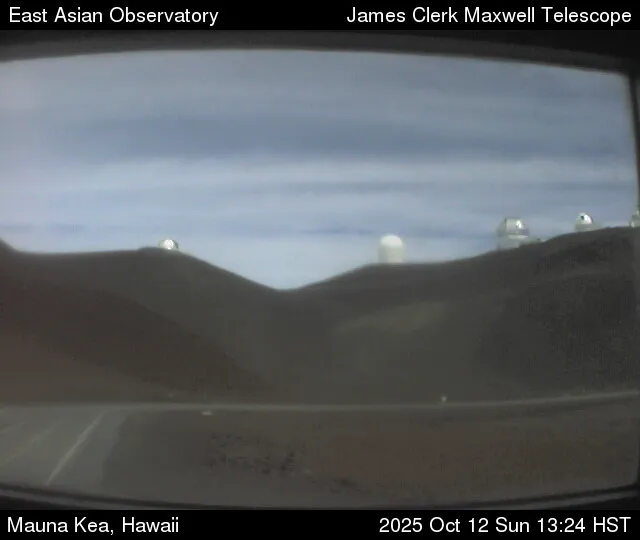 East Asian Observatory
James Clerk Maxwell Telescope
Mauna Kea, Hawaii
2025 Oct 12 Sun 13:24 HST